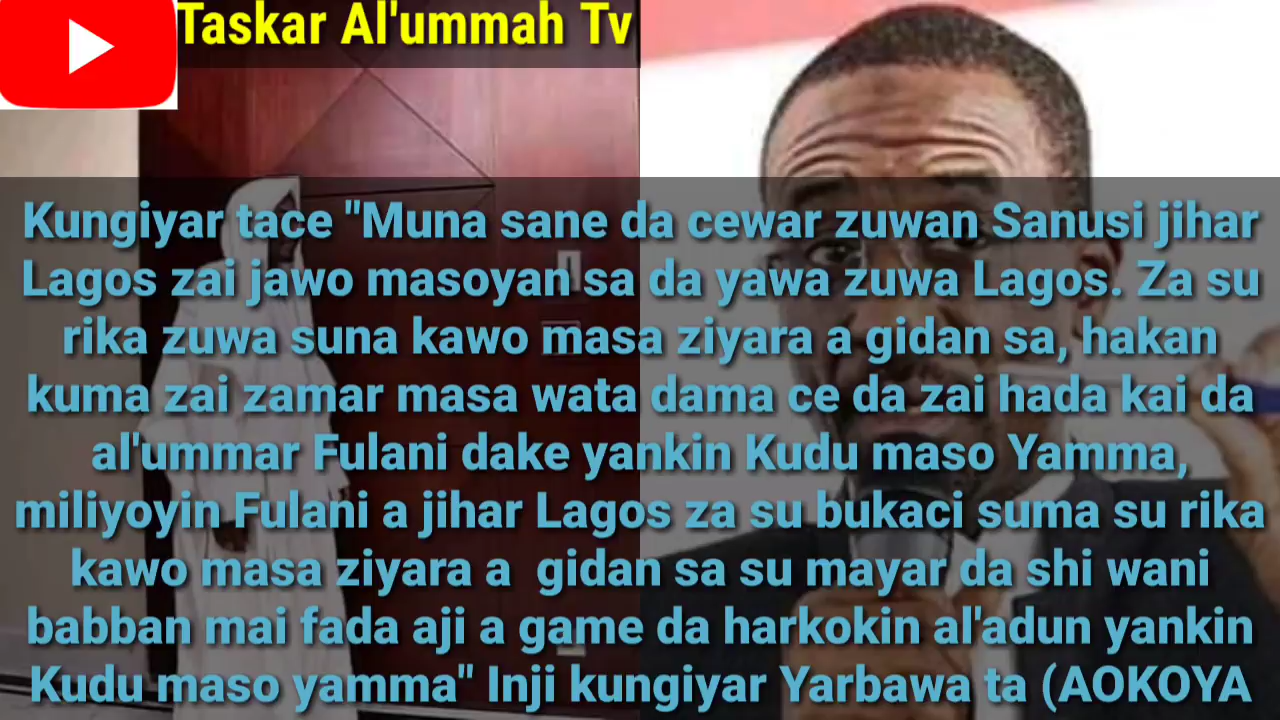 Taskar Al'ummah Tv
Kungiyar tace "Muna sane da cewar zuwan Sanusi jihar
Lagos zai jawo masoyan sa da yawa zuwa Lagos. Za su
rika zuwa suna kawo masa ziyara a gidan sa, hakan
kuma zai zamar masa wata dama ce da zai hada kai da
al'ummar Fulani dake yankin Kudu maso Yamma,
miliyoyin Fulani a jihar Lagos za su bukaci suma su rika
kawo masa ziyara a gidan sa su mayar da shi wani
babban mai fada aji a game da harkokin al'adun yankin
Kudu maso yamma" Inji kungiyar Yarbawa ta (AOKOYA